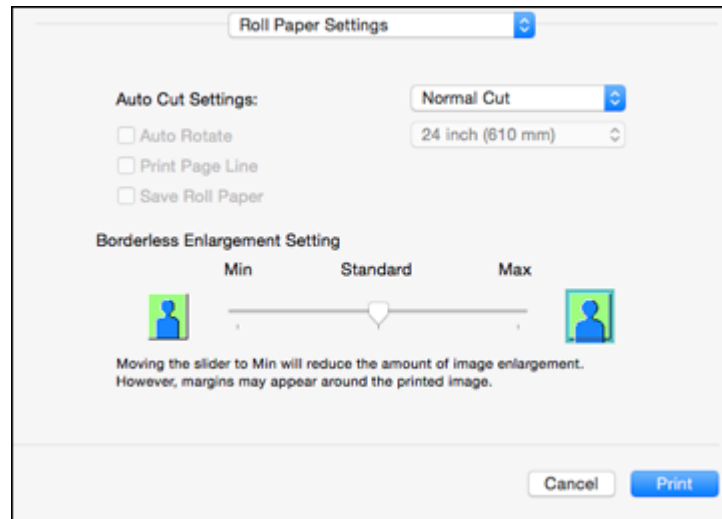 Roll Paper Settings
Auto Cut Settings: Normal Cut
Auto Rotate 24 inch (610 mm)
Print Page Line
Save Roll Paper
Borderless Enlargement Setting
Min Standard Max
Moving the slider to Min will reduce the amount of image enlargement.
However, margins may appear around the printed image.
Cancel Print